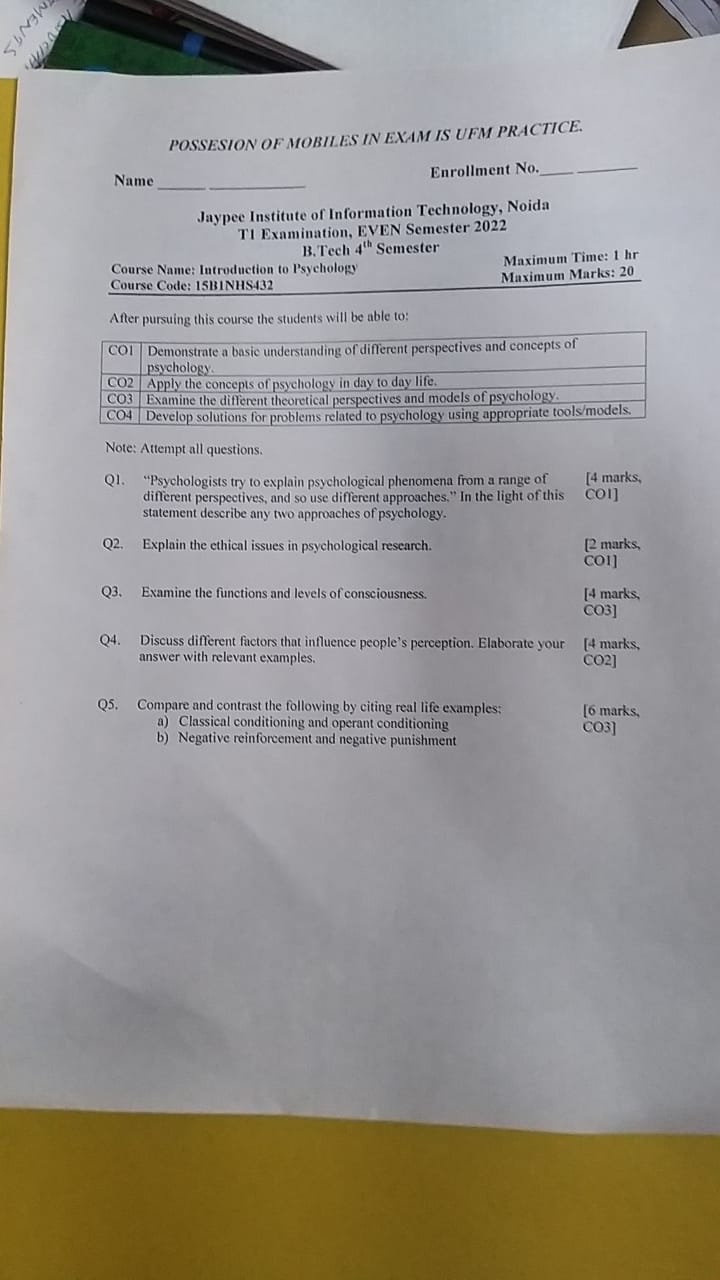 POSSESION OF MOBILES IN EXAM IS UFM PRACTICE.
Name ______ ____________ Enrollment No.____ ________
Jaypee Institute of Information Technology, Noida
T1 Examination, EVEN Semester 2022
B.Tech 4th Semester
Course Name: Introduction to Psychology Maximum Time: 1 hr
Course Code: 15B1NHS432 Maximum Marks: 20
After pursuing this course the students will be able to:
CO1 Demonstrate a basic understanding of different perspectives and concepts of
psychology.
CO2 Apply the concepts of psychology in day to day life.
CO3 Examine the different theoretical perspectives and models of psychology.
CO4 Develop solutions for problems related to psychology using appropriate tools/models.
Note: Attempt all questions.
Q1. “Psychologists try to explain psychological phenomena from a range of [4 marks,
different perspectives, and so use different approaches.” In the light of this CO1]
statement describe any two approaches of psychology.
Q2. Explain the ethical issues in psychological research. [2 marks,
CO1]
Q3. Examine the functions and levels of consciousness. [4 marks,
CO3]
Q4. Discuss different factors that influence people’s perception. Elaborate your [4 marks,
answer with relevant examples. CO2]
Q5. Compare and contrast the following by citing real life examples: [6 marks,
a) Classical conditioning and operant conditioning CO3]
b) Negative reinforcement and negative punishment